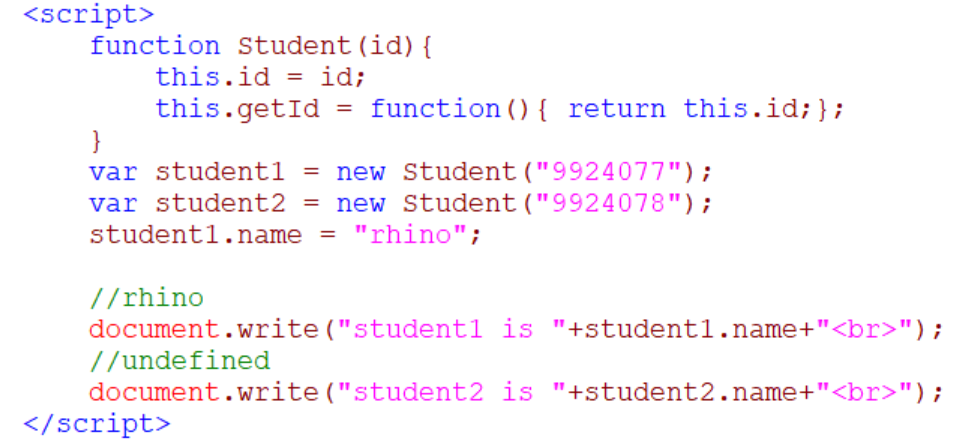 <script>
function Student(id){
this.id = id;
this.getId = function(){ return this.id;};
}
var student1 = new Student("9924077");
var student2 = new Student("9924078");
student1.name = "rhino";
//rhino
document.write("student1 is "+student1.name+"<br>");
//undefined
document.write("student2 is "+student2.name+"<br>");
</script>